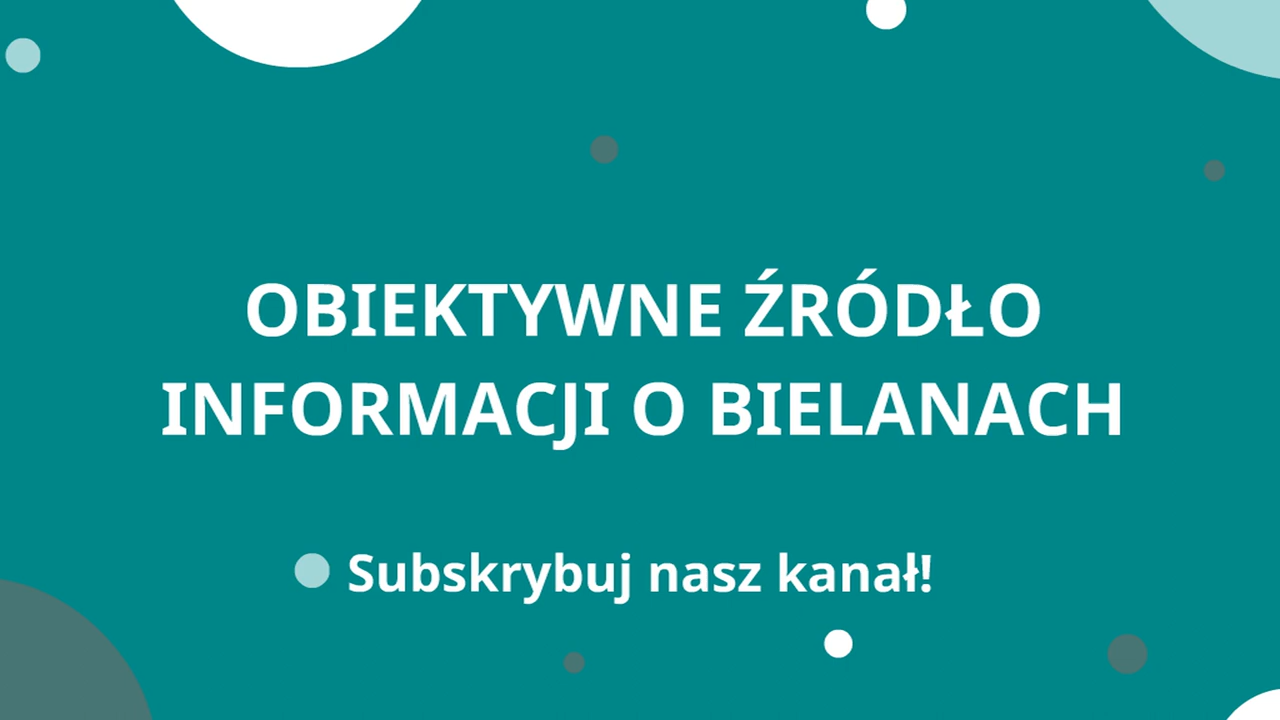 OBIEKTYWNE ŹRÓDŁO
INFORMACJI O BIELANACH
Subskrybuj nasz kanał!